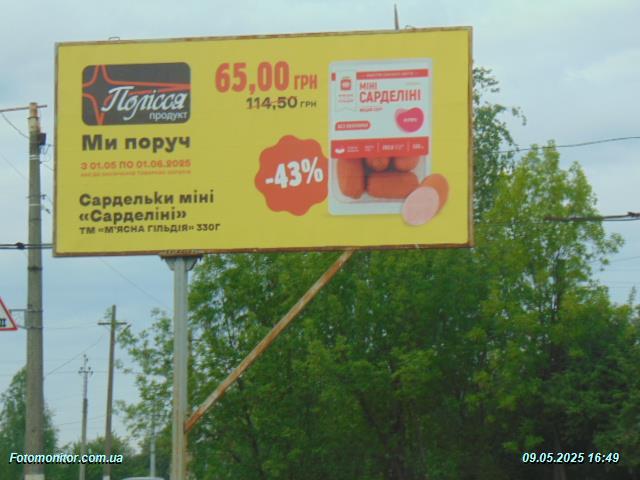 Полісся
продукт
65,00 ГРН
114,50 ГРН
Ми поруч
З 01.05 ПО 01.06.2025
-43%
Сардельки міні
«Сарделіні»
ТМ «М'ЯСНА ГІЛЬДІЯ» 330Г
МІНІ
САРДЕЛІНІ
Fotomonitor.com.ua
09.05.2025 16:49